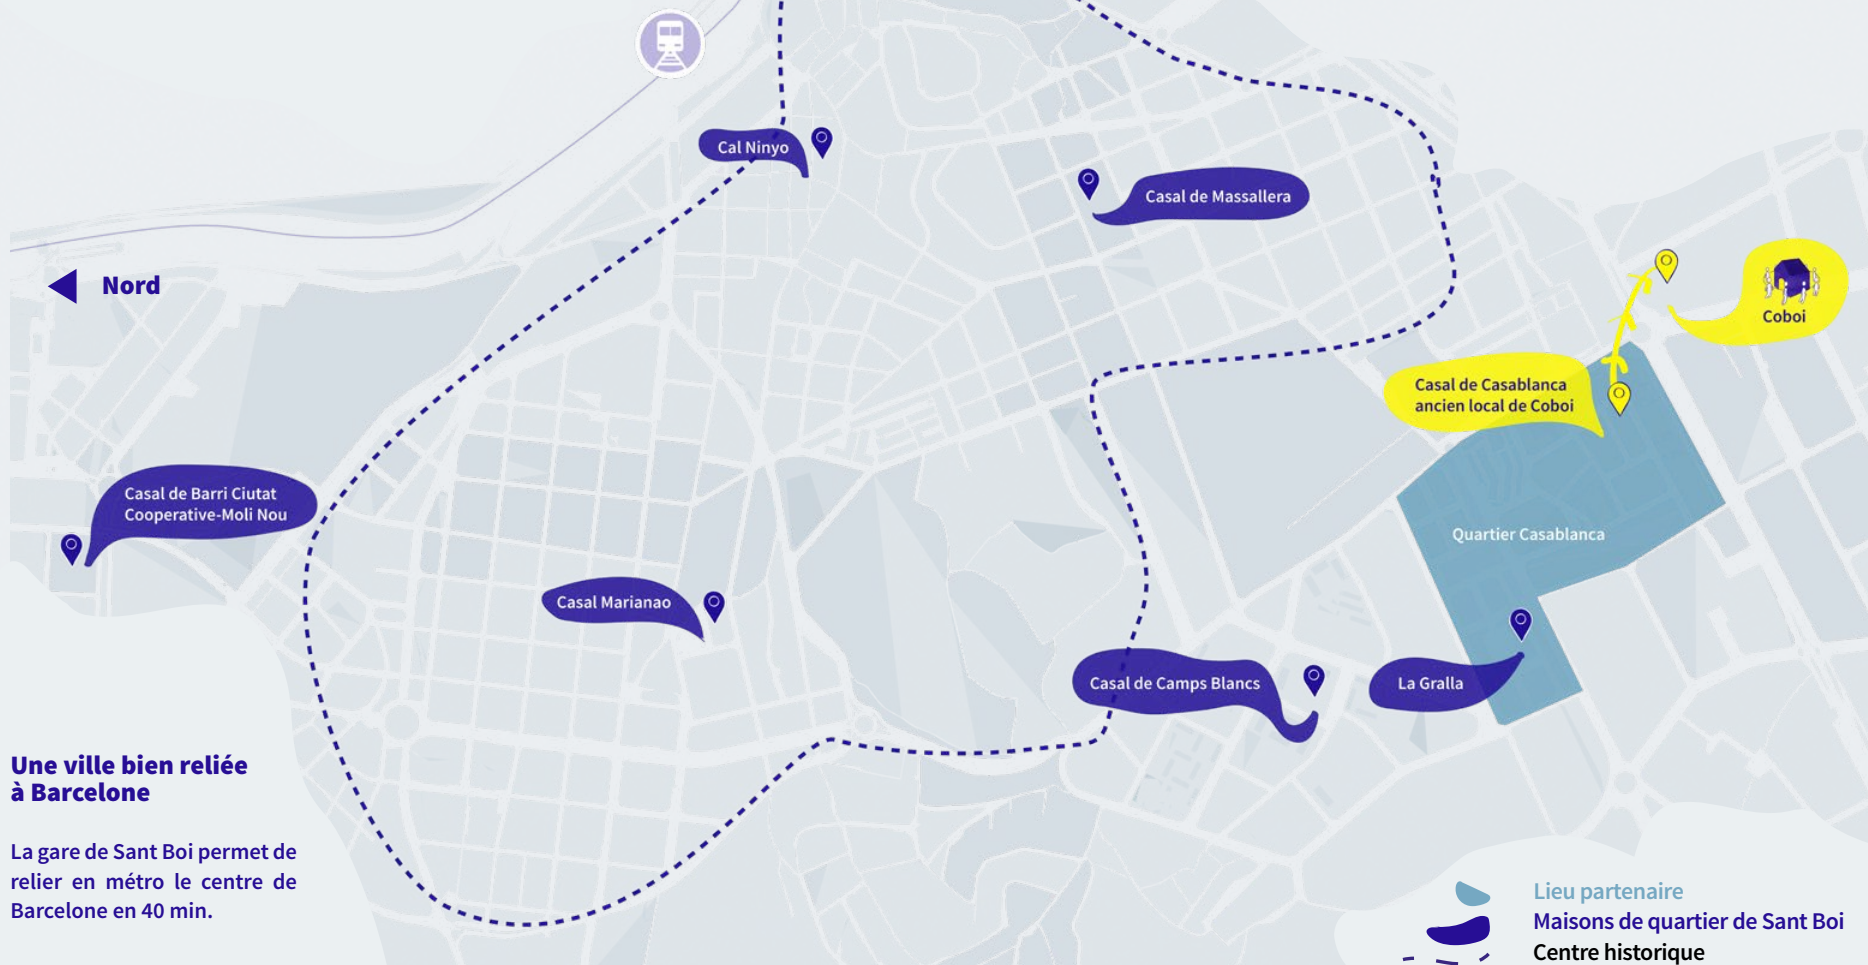 Cal Ninyo
Casal de Massallera
Nord
Coboi
Casal de Casablanca
ancien local de Coboi
Casal de Barri Ciutat
Cooperative-Moli Nou
Quartier Casablanca
Casal Marianao
Casal de Camps Blancs
La Gralla
Une ville bien reliée
à Barcelone
La gare de Sant Boi permet de
relier en métro le centre de
Barcelone en 40 min.
Lieu partenaire
Maisons de quartier de Sant Boi
Centre historique